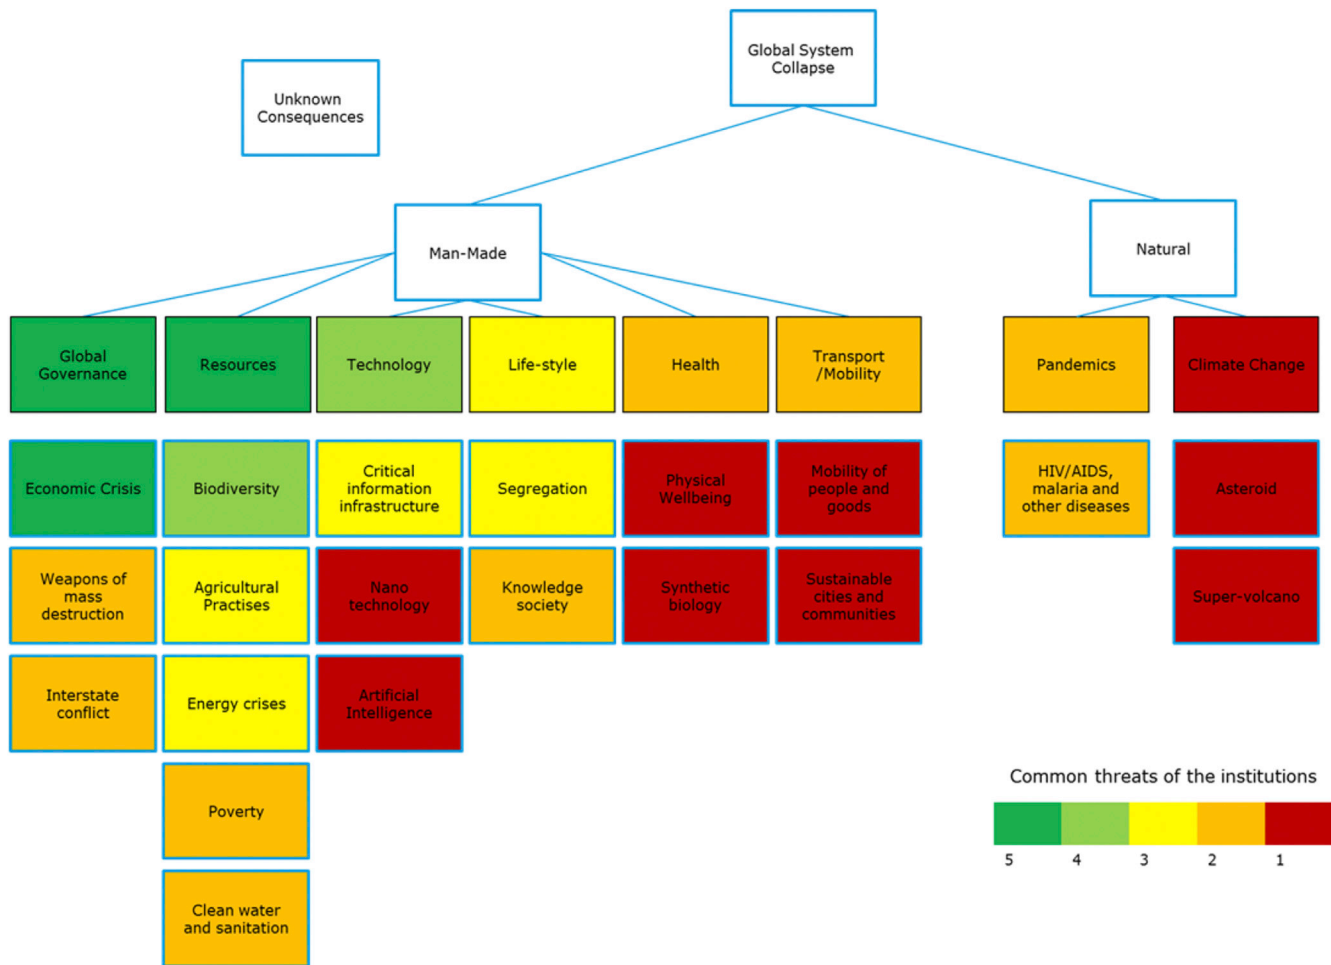 Global System
Collapse
Unknown
Consequences
Man-Made
Natural
Global
Governance
Resources
Technology
Life-style
Health
Transport
/Mobility
Pandemics
Climate Change
Economic Crisis
Biodiversity
Critical
information
infrastructure
Segregation
Physical
Wellbeing
Mobility of
people and
goods
HIV/AIDS,
malaria and
other diseases
Asteroid
Weapons of
mass
destruction
Agricultural
Practises
Nano
technology
Knowledge
society
Synthetic
biology
Sustainable
cities and
communities
Super-volcano
Interstate
conflict
Energy crises
Artificial
Intelligence
Poverty
Clean water
and sanitation
Common threats of the institutions
5 4 3 2 1